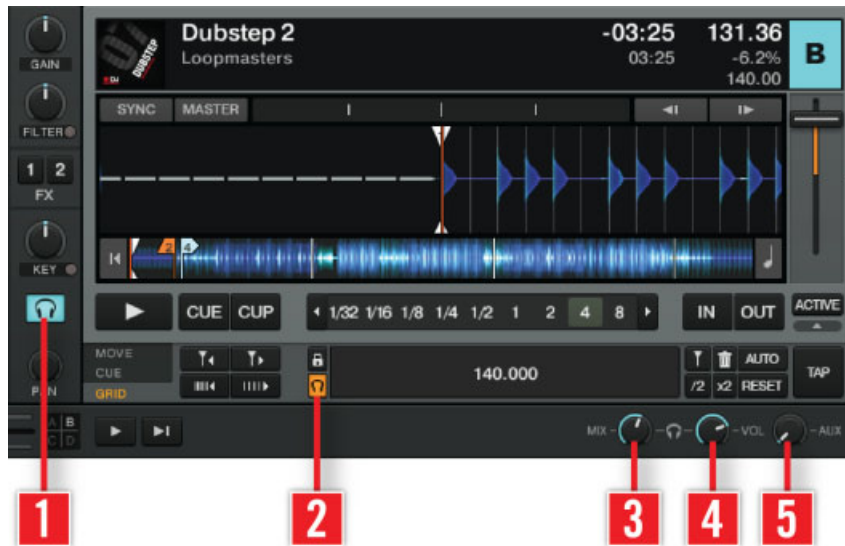 GAIN
FILTER
1 2
FX
KEY
PAN
DUBSTEP
Dubstep 2
Loopmasters
-03:25 131.36
03:25 -6.2%
140.00
B
SYNC MASTER
2 4
CUE CUP
1/32 1/16 1/8 1/4 1/2 1 2 4 8
IN OUT
ACTIVE
MOVE
CUE
GRID
140.000
AUTO
/2 x2 RESET
TAP
A B
C D
MIX
VOL
AUX
1 2 3 4 5